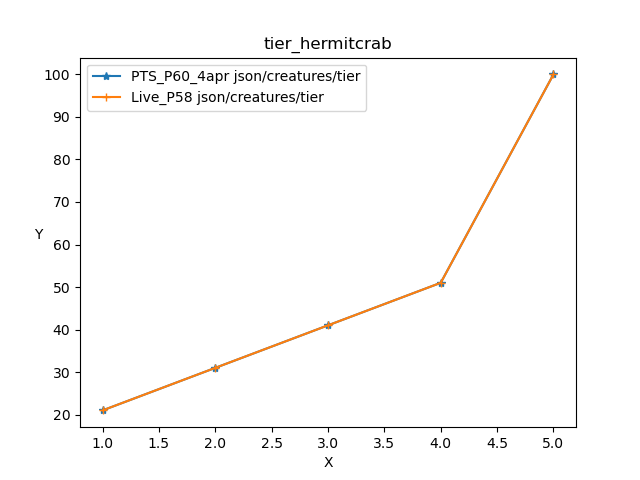 tier_hermitcrab
PTS_P60_4apr json/creatures/tier
Live_P58 json/creatures/tier
100
90
80
70
60
50
40
30
20
Y
1.0 1.5 2.0 2.5 3.0 3.5 4.0 4.5 5.0
X